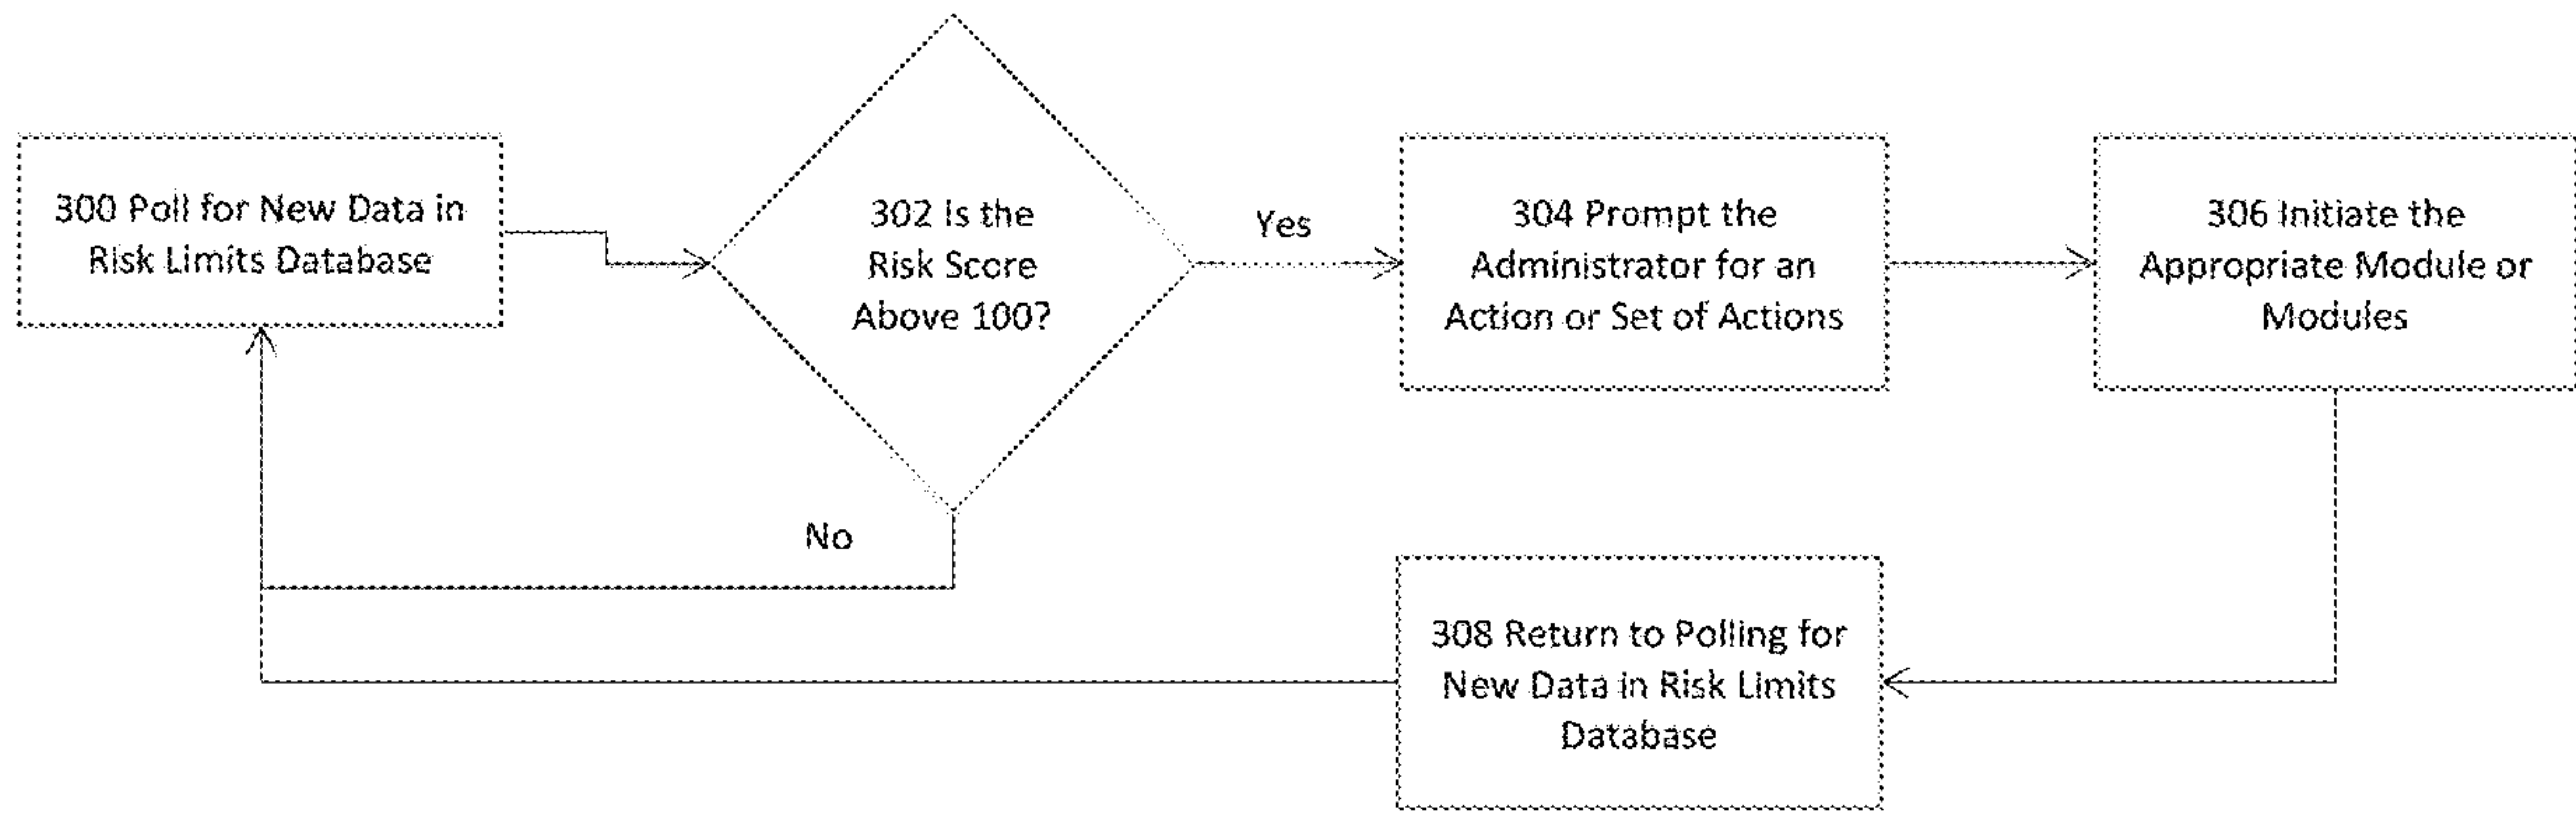 300 Poll for New Data in
Risk Limits Database
302 Is the
Risk Score
Above 100?
Yes
304 Prompt the
Administrator for an
Action or Set of Actions
306 Initiate the
Appropriate Module or
Modules
No
308 Return to Polling for
New Data in Risk Limits
Database